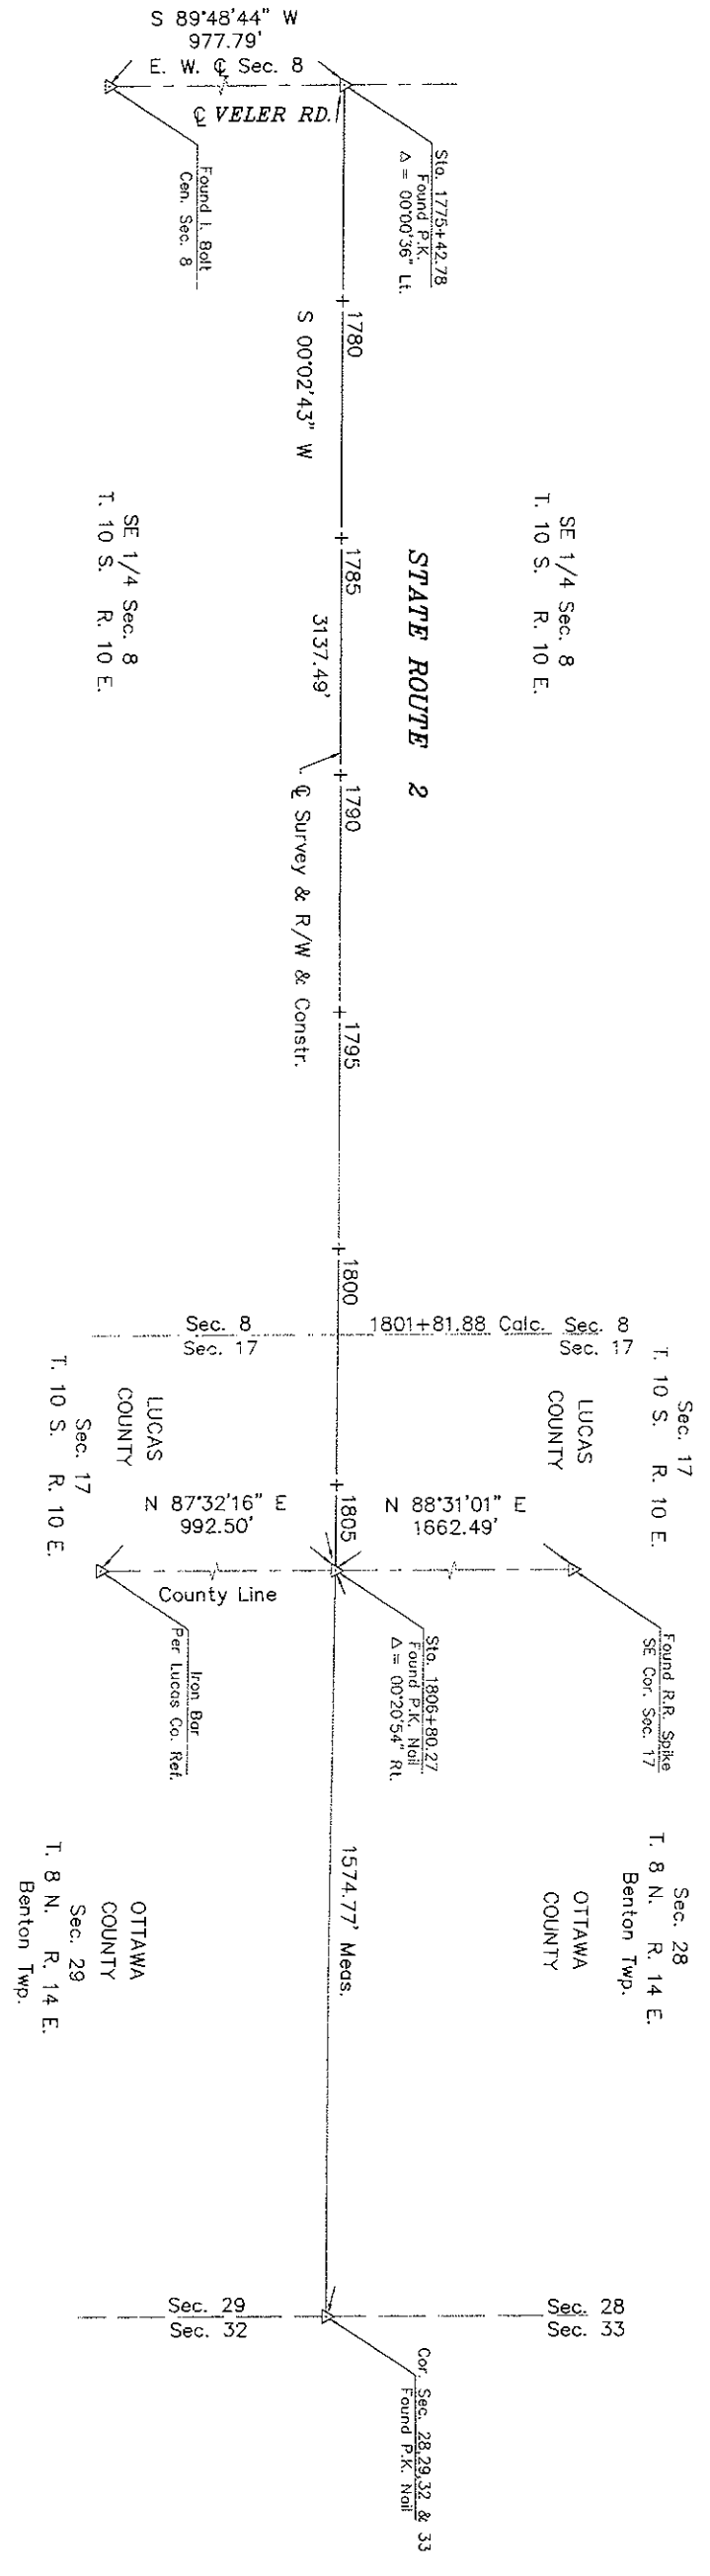 S 89°48'44" W
977.79'
E. W. ℄ Sec. 8
℄ VELER RD.
Sta. 1775+42.78
Found P.K.
Δ = 00°00'36" Lt.
Found I. Bolt
Cen. Sec. 8
1780
S 00°02'43" W
SE 1/4 Sec. 8
T. 10 S. R. 10 E.
SE 1/4 Sec. 8
T. 10 S. R. 10 E.
STATE ROUTE 2
1785
3137.49'
1790
℄ Survey & R/W & Constr.
1795
1800
Sec. 8
Sec. 17
1801+81.88 Calc. Sec. 8
Sec. 17
Sec. 17
T. 10 S. R. 10 E.
LUCAS
COUNTY
LUCAS
COUNTY
Sec. 17
T. 10 S. R. 10 E.
1805
N 87°32'16" E
992.50'
N 88°31'01" E
1662.49'
County Line
Found R.R. Spike
SE Cor. Sec. 17
Sta. 1806+80.27
Found P.K. Nail
Δ = 00°20'54" Rt.
Iron Bar
Per Lucas Co. Ref.
1574.77' Meas.
Sec. 28
T. 8 N. R. 14 E.
Benton Twp.
OTTAWA
COUNTY
OTTAWA
COUNTY
Sec. 29
T. 8 N. R. 14 E.
Benton Twp.
Sec. 29
Sec. 32
Sec. 28
Sec. 33
Cor. Sec. 28,29,32 & 33
Found P.K. Nail